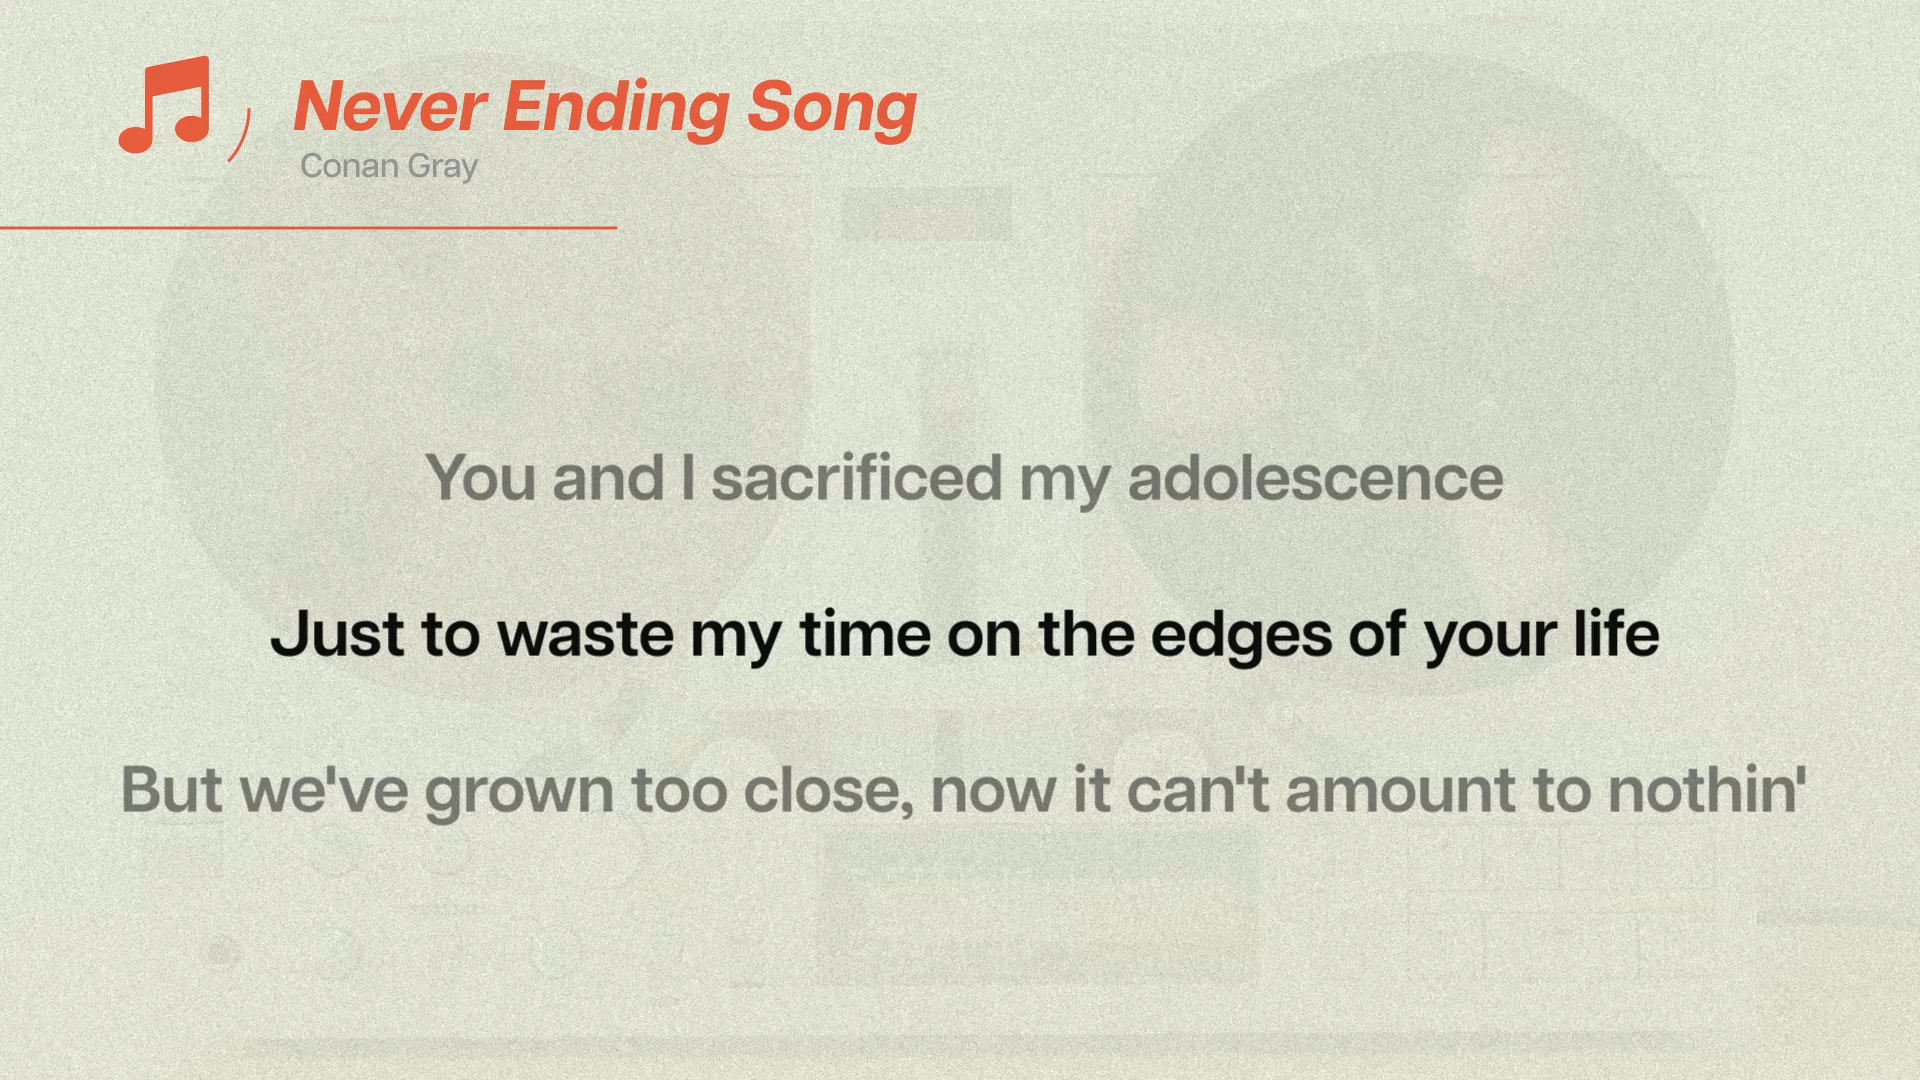 Never Ending Song
Conan Gray
You and I sacrificed my adolescence
Just to waste my time on the edges of your life
But we've grown too close, now it can't amount to nothin'